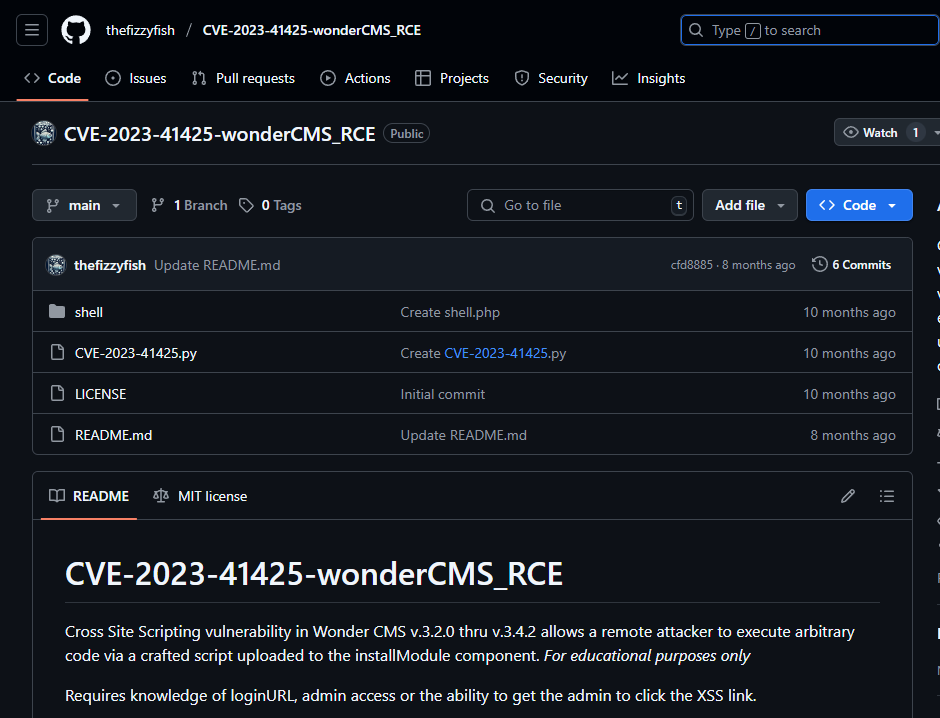 thefizzyfish / CVE-2023-41425-wonderCMS_RCE
Type / to search
Code Issues Pull requests Actions Projects Security Insights
CVE-2023-41425-wonderCMS_RCE Public
Watch 1
main 1 Branch 0 Tags
Go to file t
Add file
Code
thefizzyfish Update README.md cfd8885 · 8 months ago 6 Commits
shell Create shell.php 10 months ago
CVE-2023-41425.py Create CVE-2023-41425.py 10 months ago
LICENSE Initial commit 10 months ago
README.md Update README.md 8 months ago
README MIT license
CVE-2023-41425-wonderCMS_RCE
Cross Site Scripting vulnerability in Wonder CMS v.3.2.0 thru v.3.4.2 allows a remote attacker to execute arbitrary
code via a crafted script uploaded to the installModule component. For educational purposes only
Requires knowledge of loginURL, admin access or the ability to get the admin to click the XSS link.